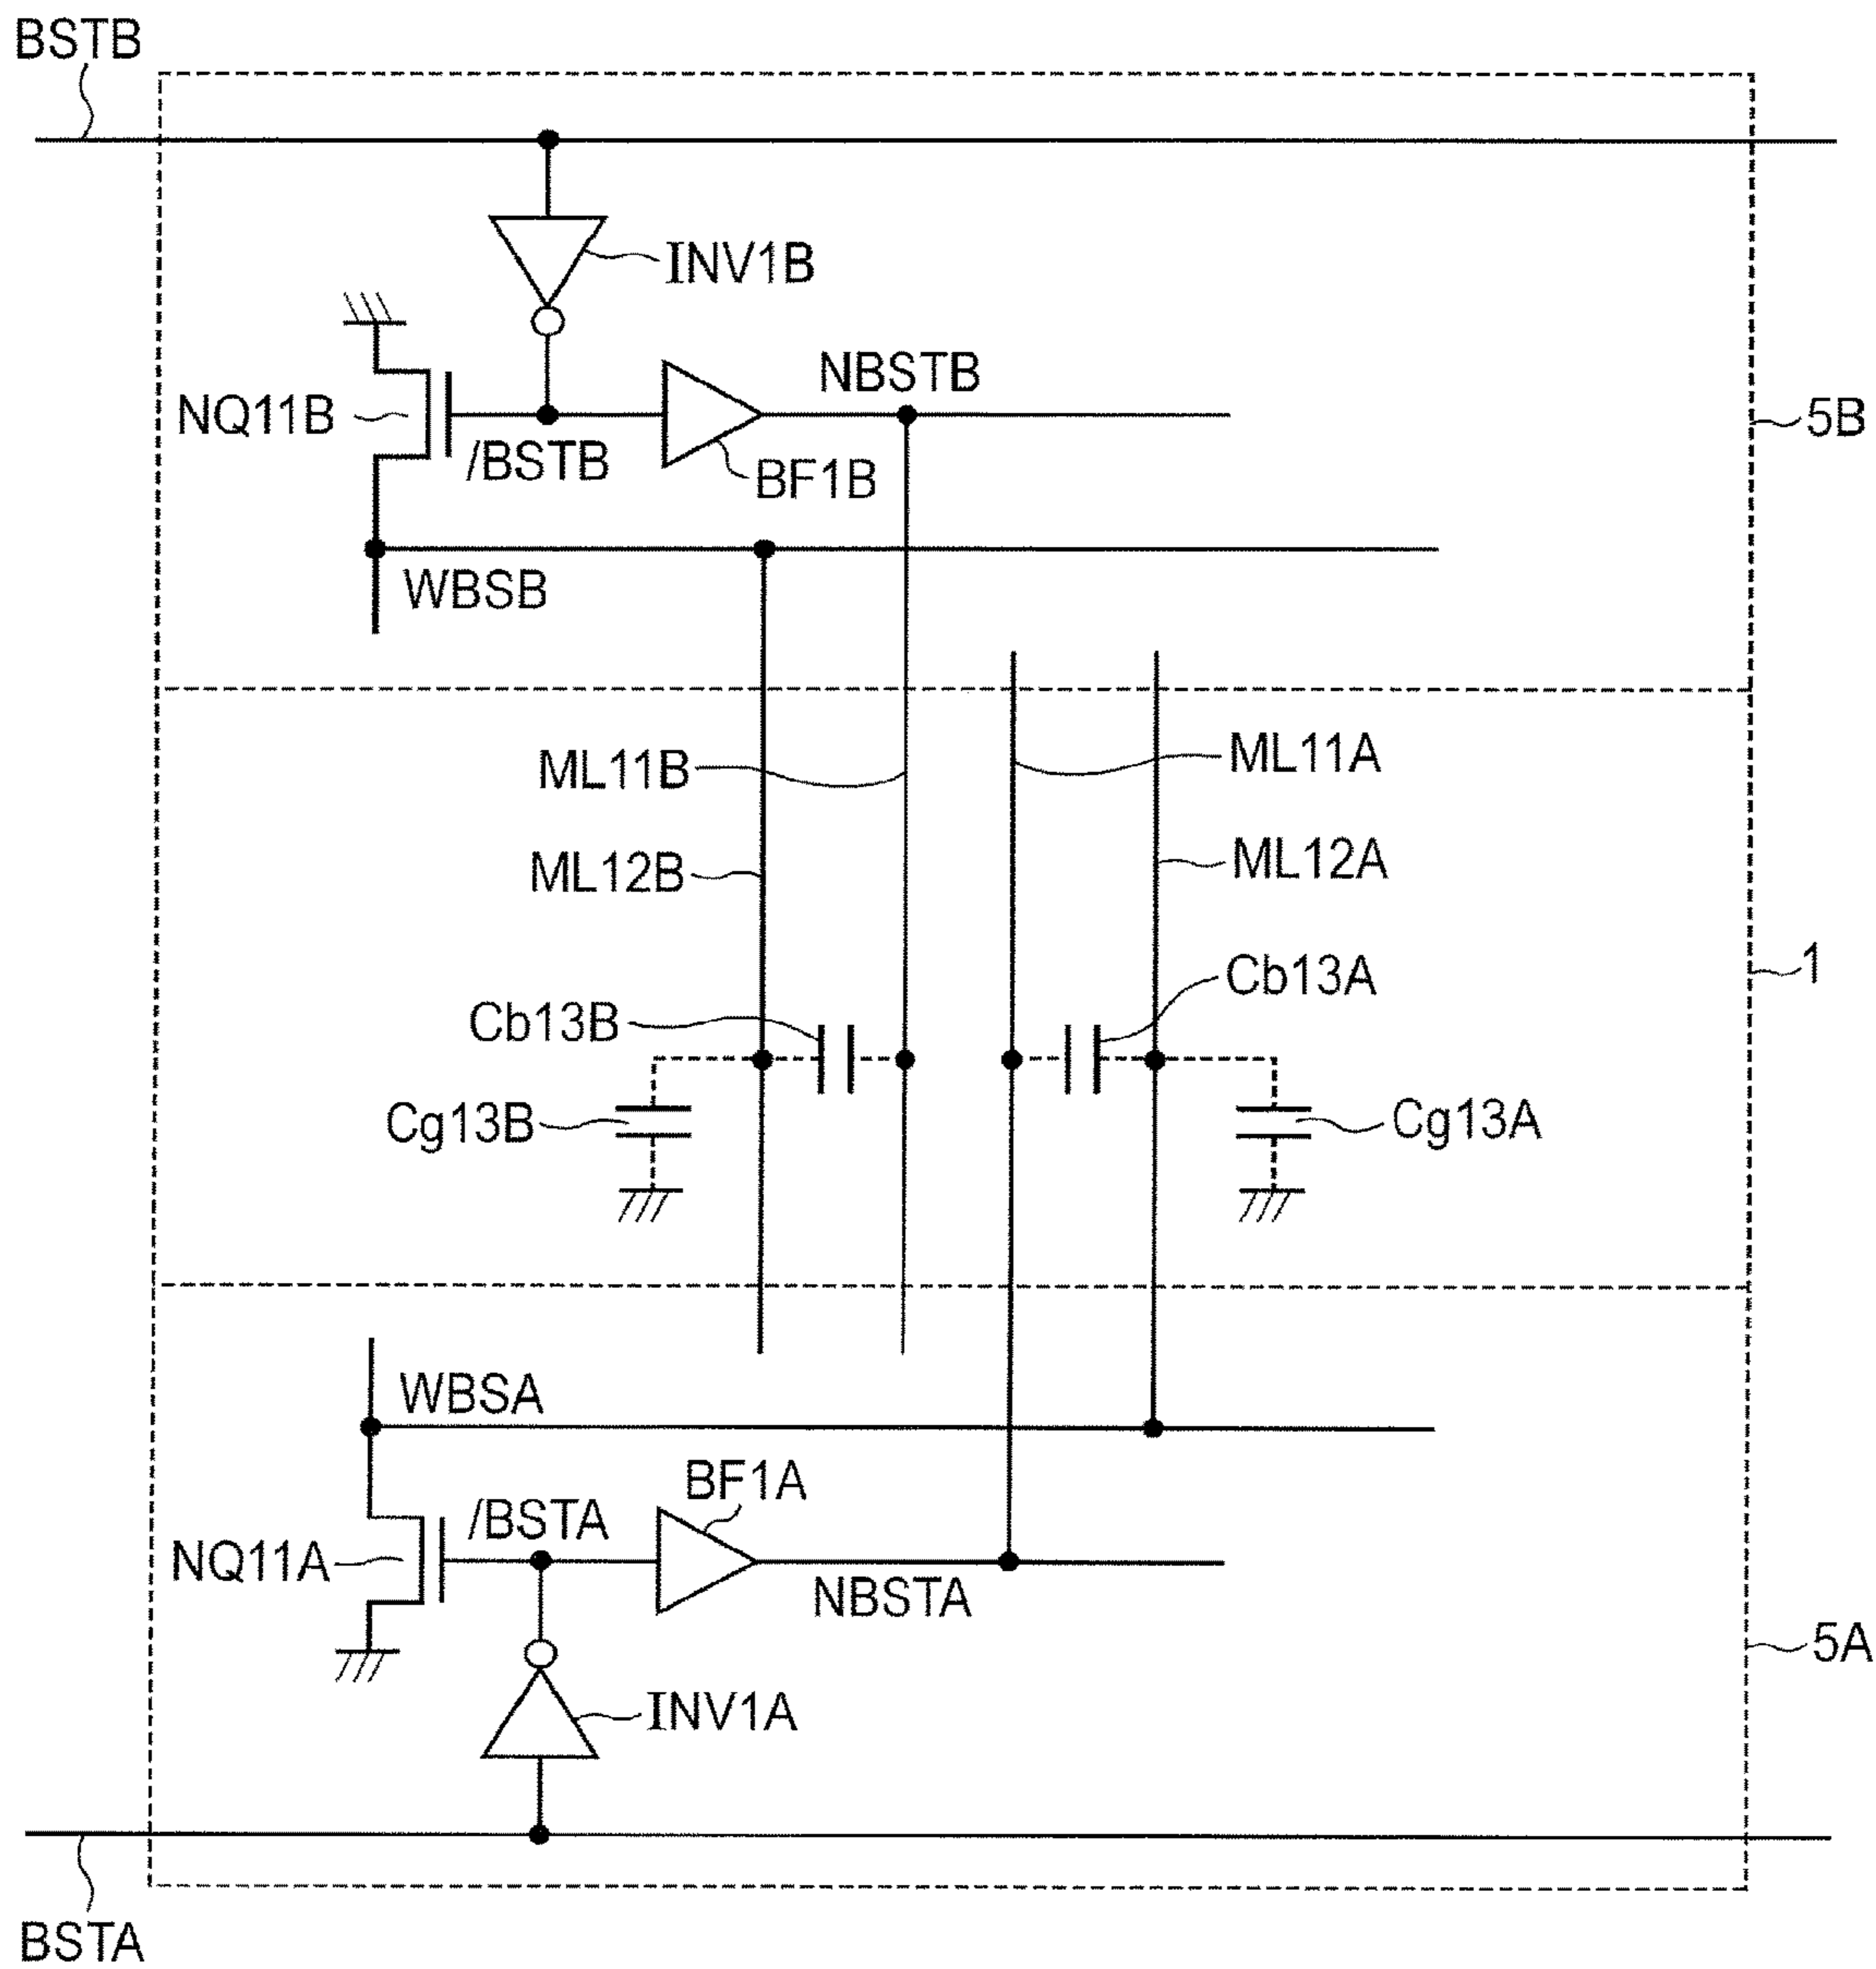 BSTB
INV1B
NBSTB
NQ11B
5B
/BSTB
BF1B
WBSB
ML11B
ML11A
ML12B
ML12A
1
Cb13A
Cb13B
Cg13B
Cg13A
WBSA
BF1A
/BSTA
NQ11A
NBSTA
5A
INV1A
BSTA